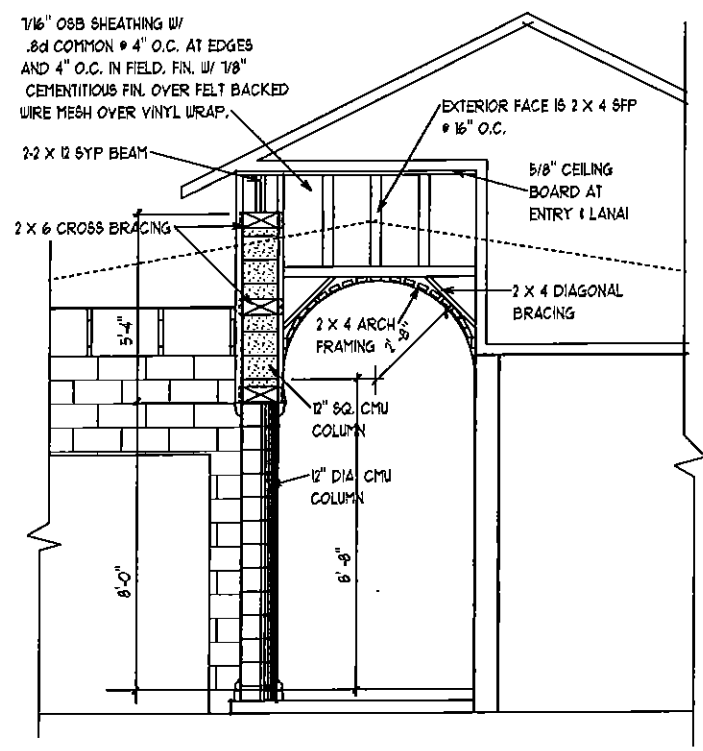 7/16" OSB SHEATHING W/
.8d COMMON @ 4" O.C. AT EDGES
AND 4" O.C. IN FIELD. FIN. W/ 7/8"
CEMENTITIOUS FIN. OVER FELT BACKED
WIRE MESH OVER VINYL WRAP.
EXTERIOR FACE IS 2 X 4 SFP
@ 16" O.C.
2-2 X 12 SYP BEAM
5/8" CEILING
BOARD AT
ENTRY & LANAI
2 X 6 CROSS BRACING
2 X 4 DIAGONAL
BRACING
2 X 4 ARCH
FRAMING
2'-8"
5'-4"
12" SQ. CMU
COLUMN
12" DIA. CMU
COLUMN
8'-0"
8'-8"